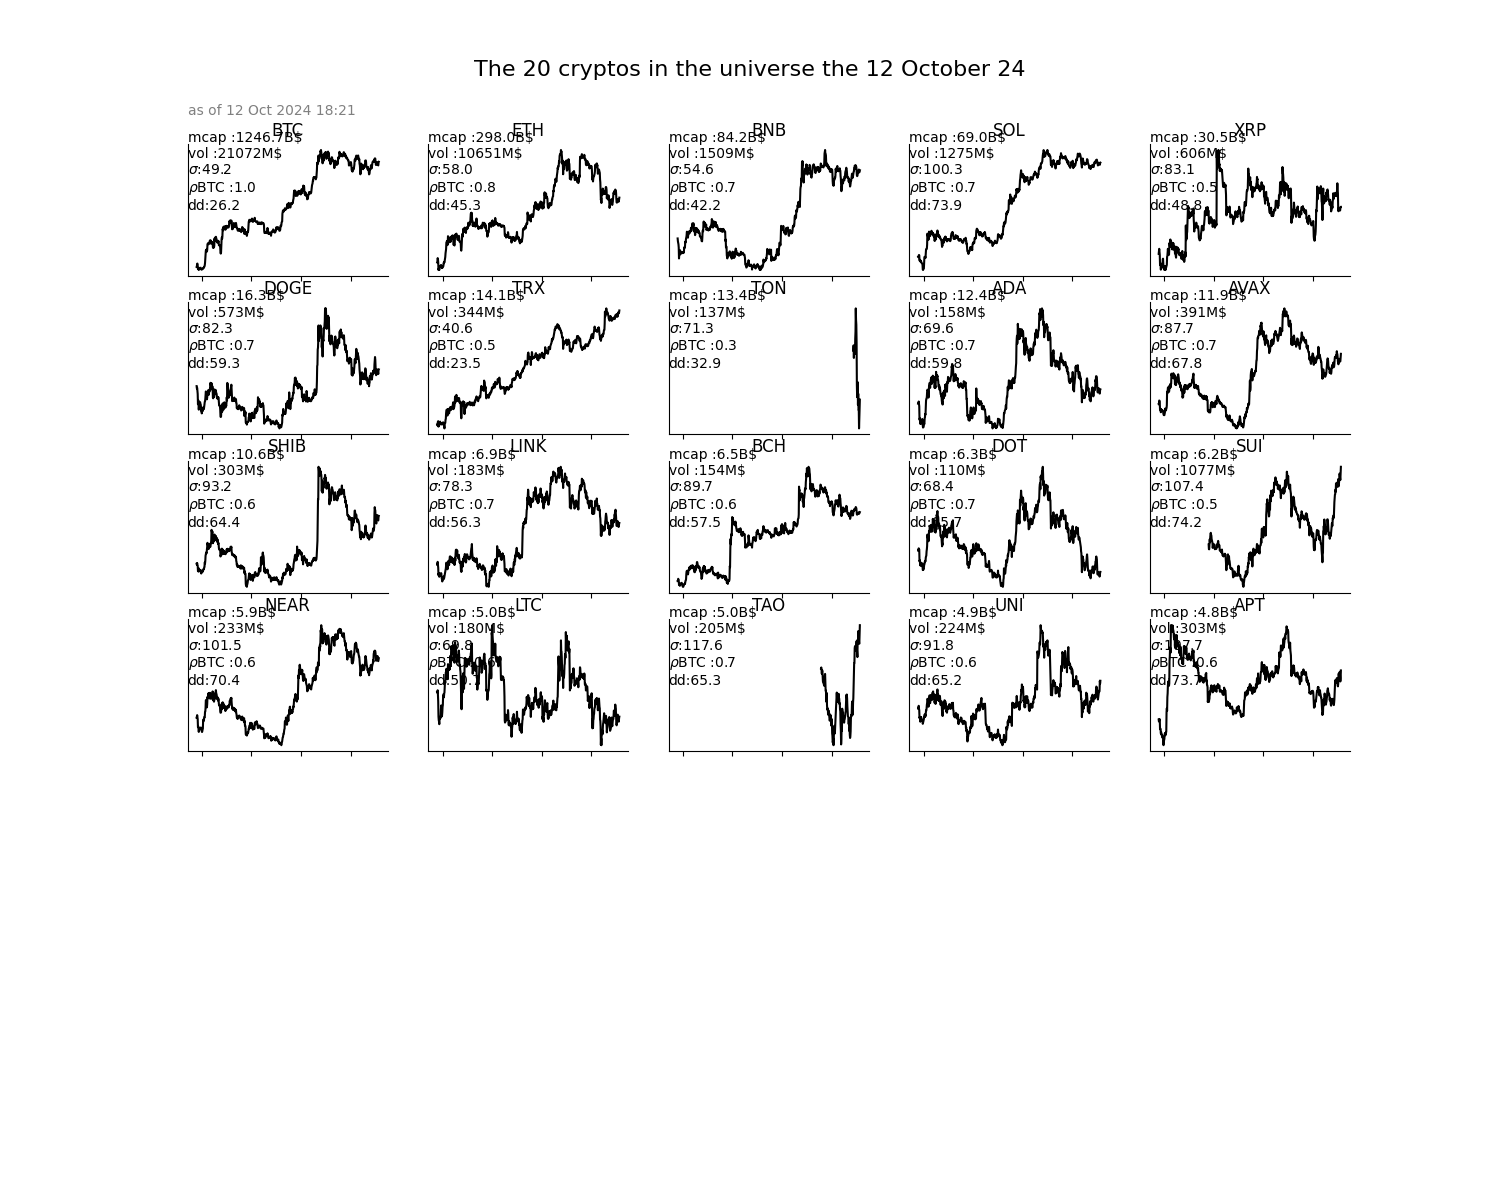 The 20 cryptos in the universe the 12 October 24
as of 12 Oct 2024 18:21
BTC
mcap :1246.7B$
vol :21072M$
σ:49.2
ρBTC :1.0
dd:26.2
ETH
mcap :298.0B$
vol :10651M$
σ:58.0
ρBTC :0.8
dd:45.3
BNB
mcap :84.2B$
vol :1509M$
σ:54.6
ρBTC :0.7
dd:42.2
SOL
mcap :69.0B$
vol :1275M$
σ:100.3
ρBTC :0.7
dd:73.9
XRP
mcap :30.5B$
vol :606M$
σ:83.1
ρBTC :0.5
dd:48.8
DOGE
mcap :16.3B$
vol :573M$
σ:82.3
ρBTC :0.7
dd:59.3
TRX
mcap :14.1B$
vol :344M$
σ:40.6
ρBTC :0.5
dd:23.5
TON
mcap :13.4B$
vol :137M$
σ:71.3
ρBTC :0.3
dd:32.9
ADA
mcap :12.4B$
vol :158M$
σ:69.6
ρBTC :0.7
dd:59.8
AVAX
mcap :11.9B$
vol :391M$
σ:87.7
ρBTC :0.7
dd:67.8
SHIB
mcap :10.6B$
vol :303M$
σ:93.2
ρBTC :0.6
dd:64.4
LINK
mcap :6.9B$
vol :183M$
σ:78.3
ρBTC :0.7
dd:56.3
BCH
mcap :6.5B$
vol :154M$
σ:89.7
ρBTC :0.6
dd:57.5
DOT
mcap :6.3B$
vol :110M$
σ:68.4
ρBTC :0.7
SUI
mcap :6.2B$
vol :1077M$
σ:107.4
ρBTC :0.5
dd:74.2
NEAR
mcap :5.9B$
vol :233M$
σ:101.5
ρBTC :0.6
dd:70.4
LTC
mcap :5.0B$
vol :180M$
TAO
mcap :5.0B$
vol :205M$
σ:117.6
ρBTC :0.7
dd:65.3
UNI
mcap :4.9B$
vol :224M$
σ:91.8
ρBTC :0.6
dd:65.2
APT
mcap :4.8B$
vol :303M$
ρBTC :0.6